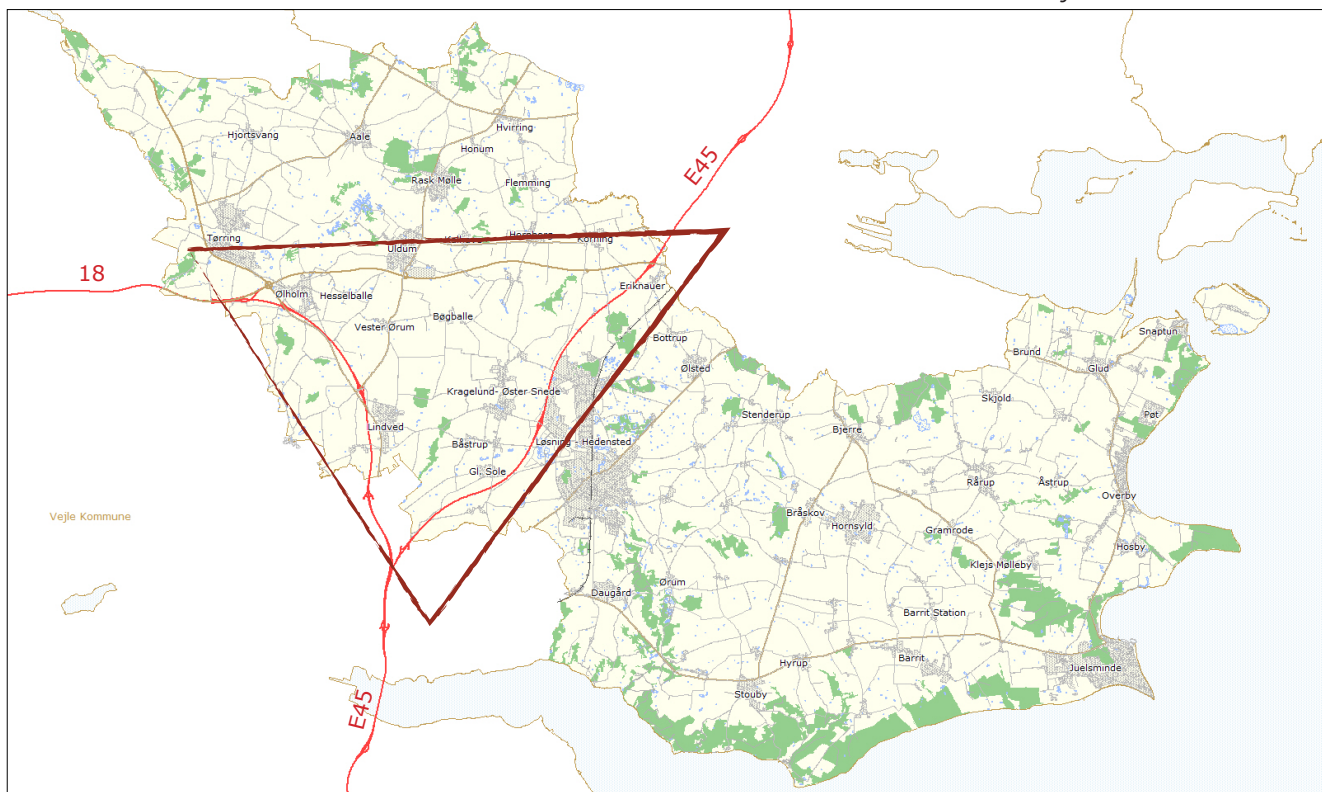 E45
Hvirring
Hjortsvang
Aale
Honum
Rask Mølle
Flemming
Tørring
Hornborg
Korning
Uldum
18
Ølholm
Hesselballe
Eriknauer
Bøgballe
Vester Ørum
Bottrup
Snaptun
Brund
Glud
Ølsted
Kragelund- Øster Snede
Skjold
Stenderup
Pøt
Lindved
Bjerre
Båstrup
Løsning - Hedensted
Gl. Sole
Rårup
Åstrup
Overby
Vejle Kommune
Bråskov
Hornsyld
Gramrode
Hosby
Klejs Mølleby
Ørum
Daugård
Barrit Station
Hyrup
Barrit
Juelsminde
Stouby
E45